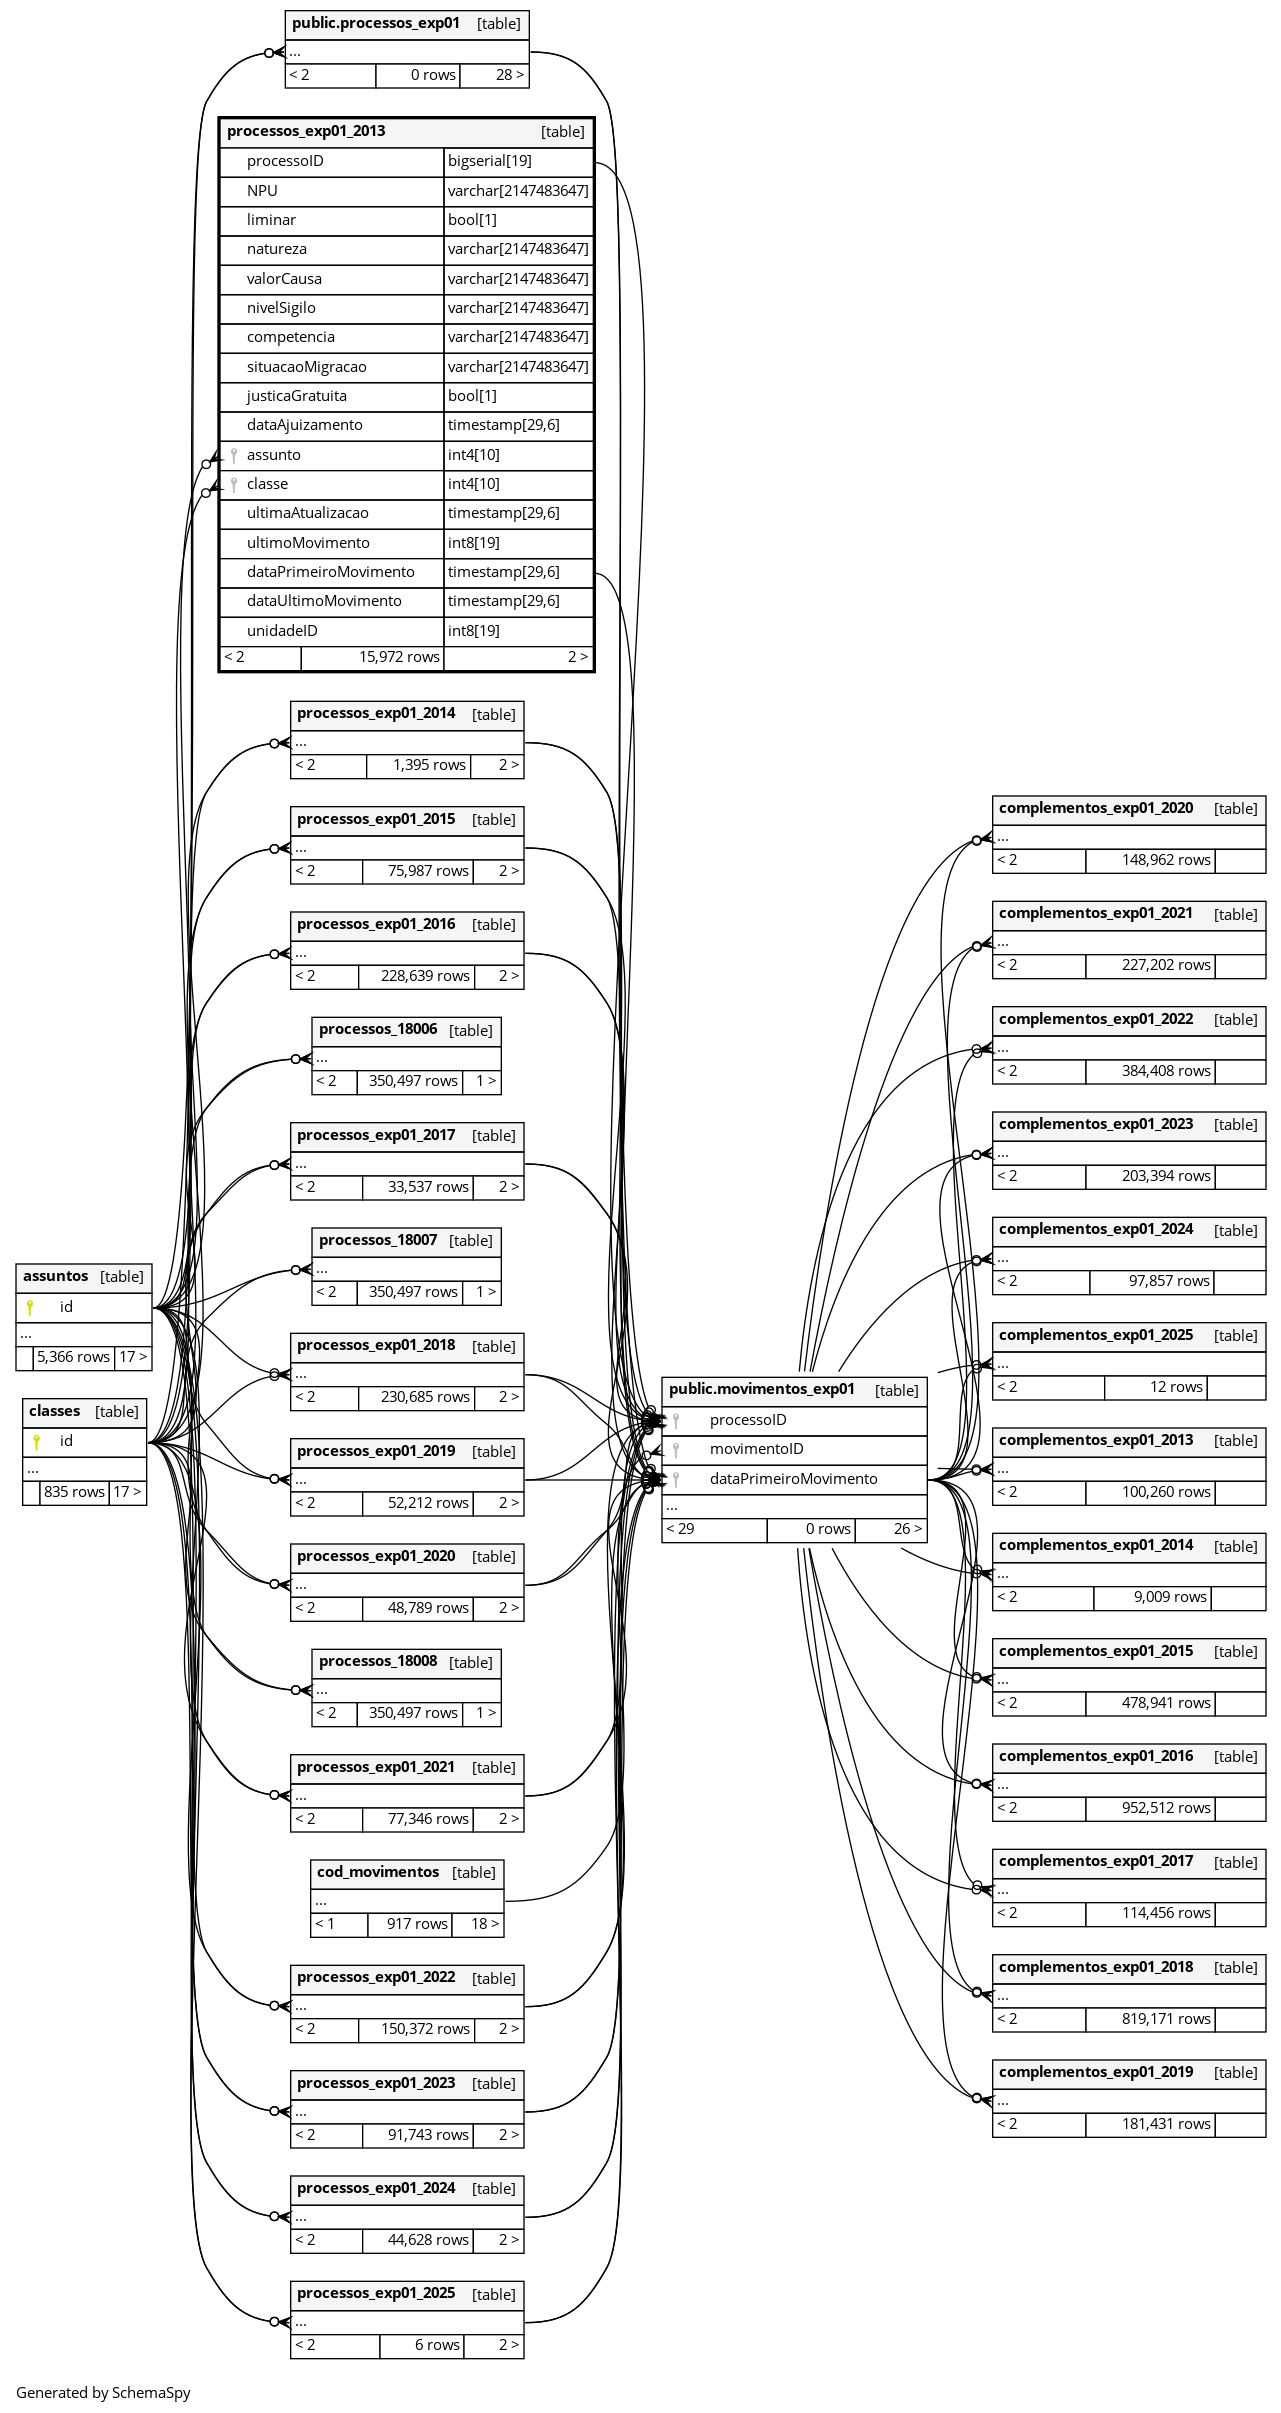 public.processos_exp01 [table]
...
< 2 0 rows 28 >
processos_exp01_2013 [table]
processoID bigserial[19]
NPU varchar[2147483647]
liminar bool[1]
natureza varchar[2147483647]
valorCausa varchar[2147483647]
nivelSigilo varchar[2147483647]
competencia varchar[2147483647]
situacaoMigracao varchar[2147483647]
justicaGratuita bool[1]
dataAjuizamento timestamp[29,6]
assunto int4[10]
classe int4[10]
ultimaAtualizacao timestamp[29,6]
ultimoMovimento int8[19]
dataPrimeiroMovimento timestamp[29,6]
dataUltimoMovimento timestamp[29,6]
unidadeID int8[19]
< 2 15,972 rows 2 >
processos_exp01_2014 [table]
...
< 2 1,395 rows 2 >
processos_exp01_2015 [table]
...
< 2 75,987 rows 2 >
processos_exp01_2016 [table]
...
< 2 228,639 rows 2 >
processos_18006 [table]
...
< 2 350,497 rows 1 >
processos_exp01_2017 [table]
...
< 2 33,537 rows 2 >
processos_18007 [table]
...
< 2 350,497 rows 1 >
processos_exp01_2018 [table]
...
< 2 230,685 rows 2 >
processos_exp01_2019 [table]
...
< 2 52,212 rows 2 >
processos_exp01_2020 [table]
...
< 2 48,789 rows 2 >
processos_18008 [table]
...
< 2 350,497 rows 1 >
processos_exp01_2021 [table]
...
< 2 77,346 rows 2 >
cod_movimentos [table]
...
< 1 917 rows 18 >
processos_exp01_2022 [table]
...
< 2 150,372 rows 2 >
processos_exp01_2023 [table]
...
< 2 91,743 rows 2 >
processos_exp01_2024 [table]
...
< 2 44,628 rows 2 >
processos_exp01_2025 [table]
...
< 2 6 rows 2 >
assuntos [table]
id
...
5,366 rows 17 >
classes [table]
id
...
835 rows 17 >
public.movimentos_exp01 [table]
processoID
movimentoID
dataPrimeiroMovimento
...
< 29 0 rows 26 >
complementos_exp01_2020 [table]
...
< 2 148,962 rows
complementos_exp01_2021 [table]
...
< 2 227,202 rows
complementos_exp01_2022 [table]
...
< 2 384,408 rows
complementos_exp01_2023 [table]
...
< 2 203,394 rows
complementos_exp01_2024 [table]
...
< 2 97,857 rows
complementos_exp01_2025 [table]
...
< 2 12 rows
complementos_exp01_2013 [table]
...
< 2 100,260 rows
complementos_exp01_2014 [table]
...
< 2 9,009 rows
complementos_exp01_2015 [table]
...
< 2 478,941 rows
complementos_exp01_2016 [table]
...
< 2 952,512 rows
complementos_exp01_2017 [table]
...
< 2 114,456 rows
complementos_exp01_2018 [table]
...
< 2 819,171 rows
complementos_exp01_2019 [table]
...
< 2 181,431 rows
Generated by SchemaSpy